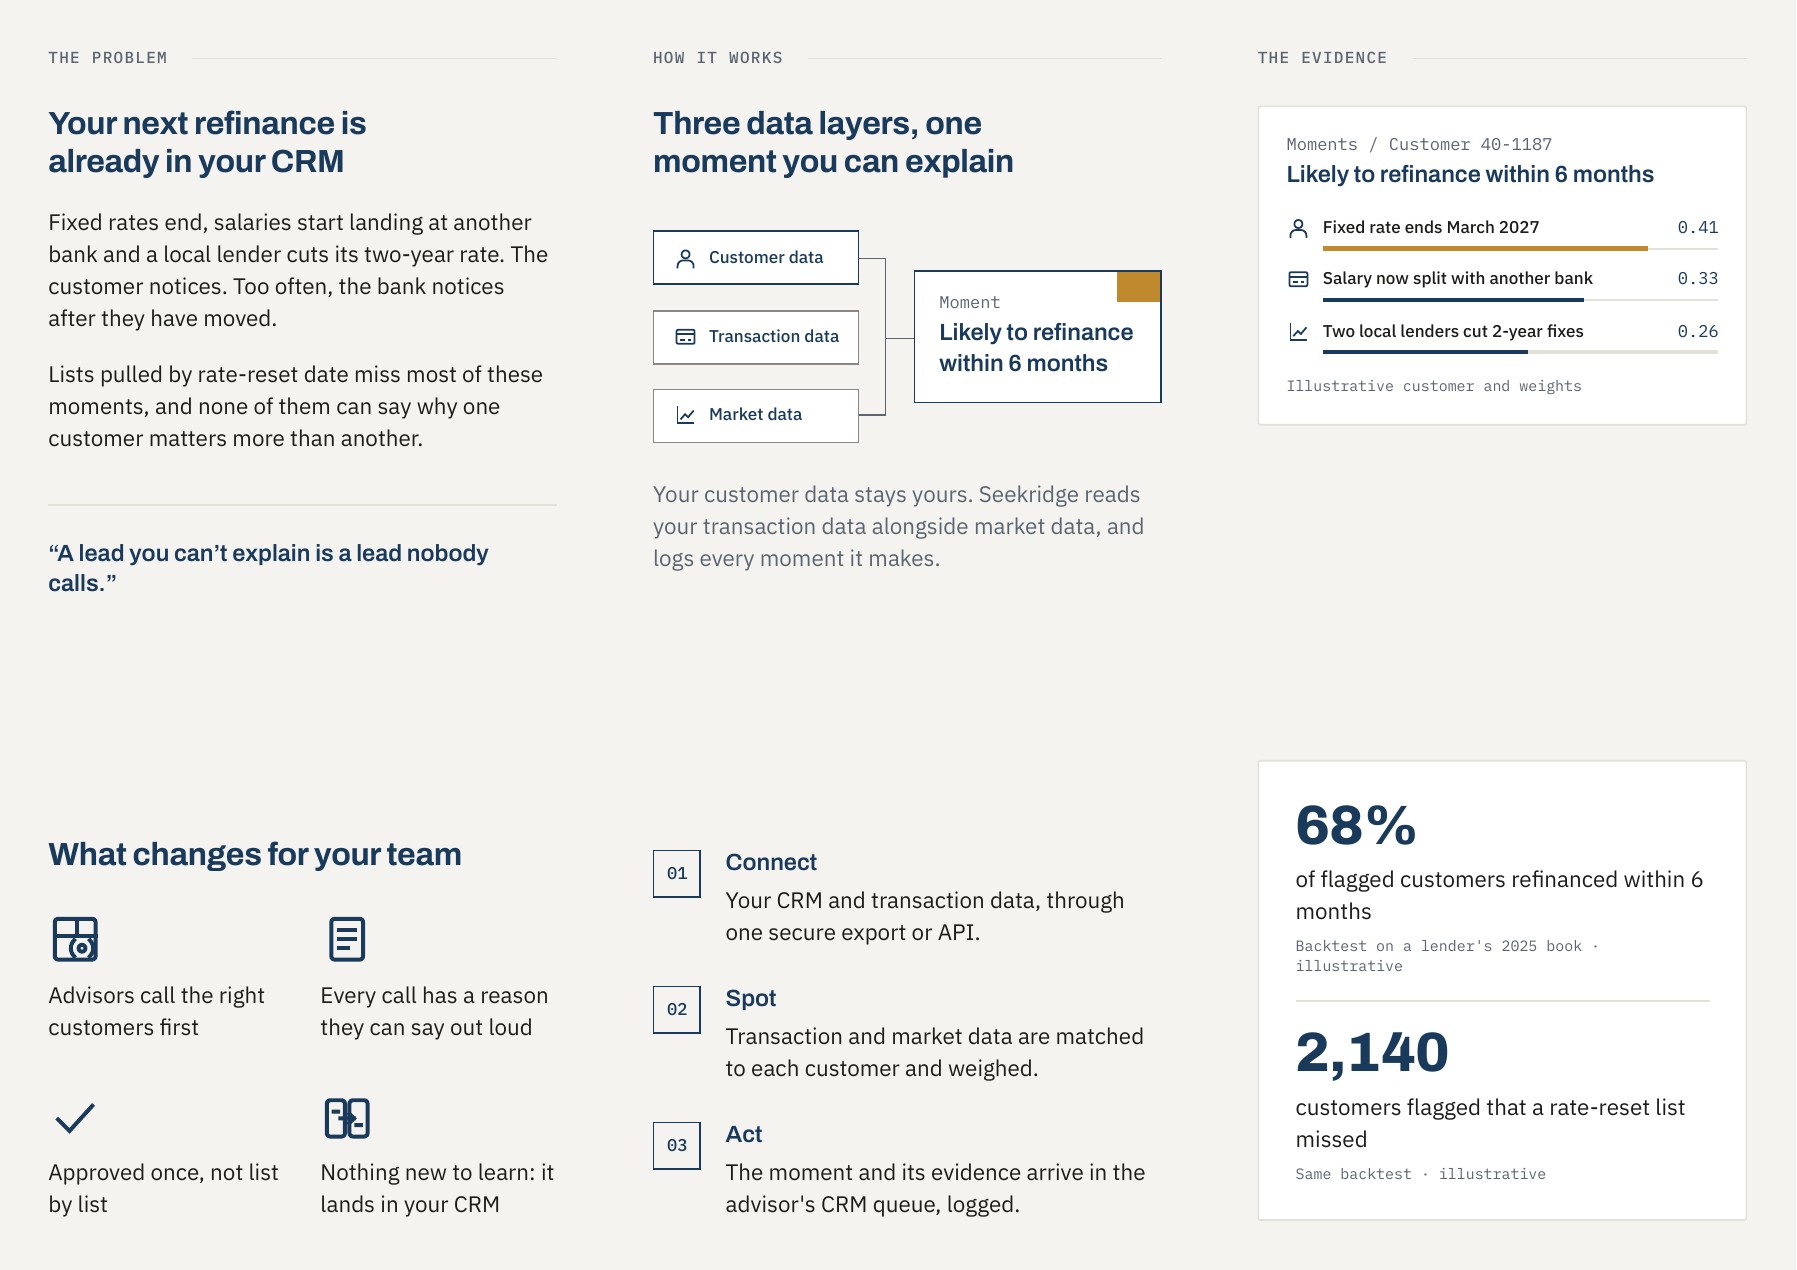 THE PROBLEM
Your next refinance is
already in your CRM
Fixed rates end, salaries start landing at another
bank and a local lender cuts its two-year rate. The
customer notices. Too often, the bank notices
after they have moved.
Lists pulled by rate-reset date miss most of these
moments, and none of them can say why one
customer matters more than another.
“A lead you can’t explain is a lead nobody
calls.”
What changes for your team
Advisors call the right
customers first
Every call has a reason
they can say out loud
Approved once, not list
by list
Nothing new to learn: it
lands in your CRM
HOW IT WORKS
Three data layers, one
moment you can explain
Customer data
Transaction data
Market data
Moment
Likely to refinance
within 6 months
Your customer data stays yours. Seekridge reads
your transaction data alongside market data, and
logs every moment it makes.
01
Connect
Your CRM and transaction data, through
one secure export or API.
02
Spot
Transaction and market data are matched
to each customer and weighed.
03
Act
The moment and its evidence arrive in the
advisor's CRM queue, logged.
THE EVIDENCE
Moments / Customer 40-1187
Likely to refinance within 6 months
Fixed rate ends March 2027 0.41
Salary now split with another bank 0.33
Two local lenders cut 2-year fixes 0.26
Illustrative customer and weights
68%
of flagged customers refinanced within 6
months
Backtest on a lender's 2025 book ·
illustrative
2,140
customers flagged that a rate-reset list
missed
Same backtest · illustrative